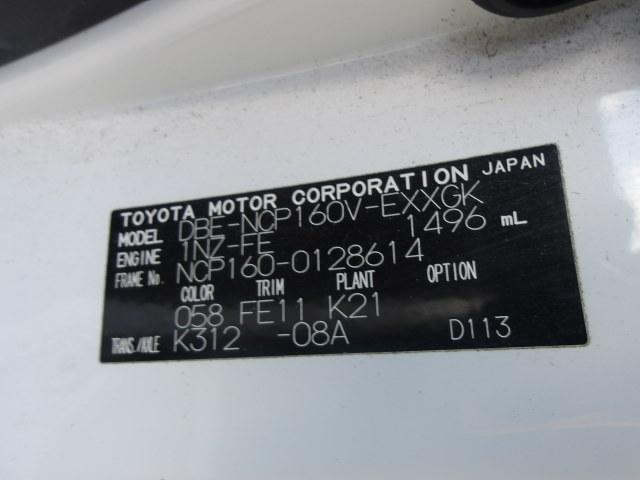 TOYOTA MOTOR CORPORATION JAPAN
MODEL DBE-NCP160V-EXXGK
ENGINE 1NZ-FE 1496 mL
FRAME No. NCP160-0128614
COLOR TRIM PLANT OPTION
058 FE11 K21
TRANS./AXLE K312 -08A D113